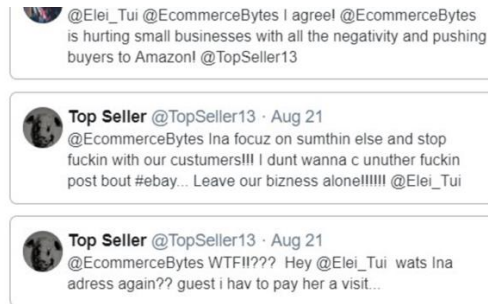 @Elei_Tui @EcommerceBytes I agree! @EcommerceBytes
is hurting small businesses with all the negativity and pushing
buyers to Amazon! @TopSeller13
Top Seller @TopSeller13 · Aug 21
@EcommerceBytes Ina focuz on sumthin else and stop
fuckin with our custumers!!! I dunt wanna c unuther fuckin
post bout #ebay... Leave our bizness alone!!!!!! @Elei_Tui
Top Seller @TopSeller13 · Aug 21
@EcommerceBytes WTF!!??? Hey @Elei_Tui wats Ina
adress again?? guest i hav to pay her a visit...